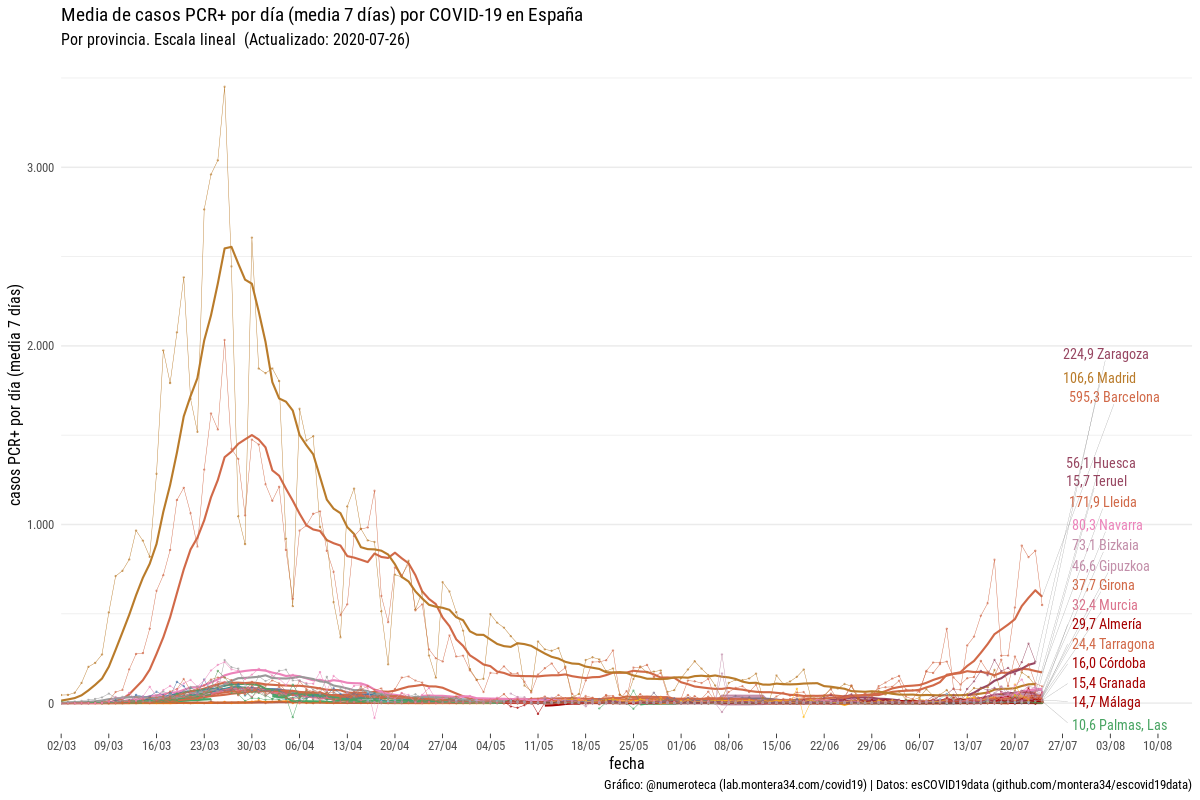 Media de casos PCR+ por día (media 7 días) por COVID-19 en España
Por provincia. Escala lineal (Actualizado: 2020-07-26)
casos PCR+ por día (media 7 días)
3.000
2.000
1.000
0
224,9 Zaragoza
106,6 Madrid
595,3 Barcelona
56,1 Huesca
15,7 Teruel
171,9 Lleida
80,3 Navarra
73,1 Bizkaia
46,6 Gipuzkoa
37,7 Girona
32,4 Murcia
29,7 Almería
24,4 Tarragona
16,0 Córdoba
15,4 Granada
14,7 Málaga
10,6 Palmas, Las
02/03 09/03 16/03 23/03 30/03 06/04 13/04 20/04 27/04 04/05 11/05 18/05 25/05 01/06 08/06 15/06 22/06 29/06 06/07 13/07 20/07 27/07 03/08 10/08
fecha
Gráfico: @numeroteca (lab.montera34.com/covid19) | Datos: esCOVID19data (github.com/montera34/escovid19data)